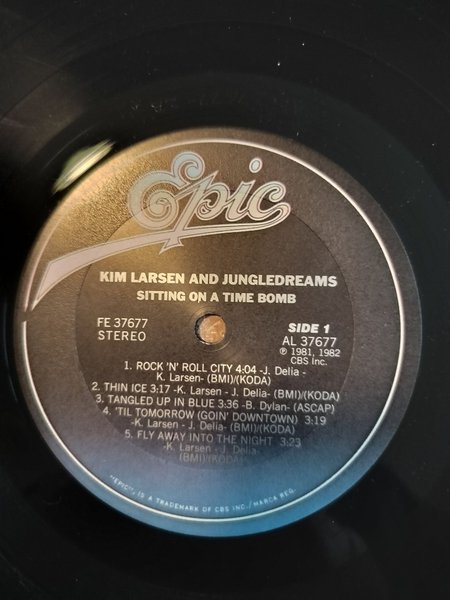 Epic
KIM LARSEN AND JUNGLEDREAMS
SITTING ON A TIME BOMB
FE 37677
STEREO
SIDE 1
AL 37677
℗ 1981, 1982
CBS Inc.
1. ROCK 'N' ROLL CITY 4:04 -J. Delia -
K. Larsen- (BMI)/(KODA)
2. THIN ICE 3:17 -K. Larsen - J. Delia- (BMI)/(KODA)
3. TANGLED UP IN BLUE 3:36 -B. Dylan- (ASCAP)
4. 'TIL TOMORROW (GOIN' DOWNTOWN) 3:19
-K. Larsen - J. Delia- (BMI)/(KODA)
5. FLY AWAY INTO THE NIGHT 3:23
-K. Larsen - J. Delia-
(BMI)/(KODA)
"EPIC", IS A TRADEMARK OF CBS INC./MARCA REG.